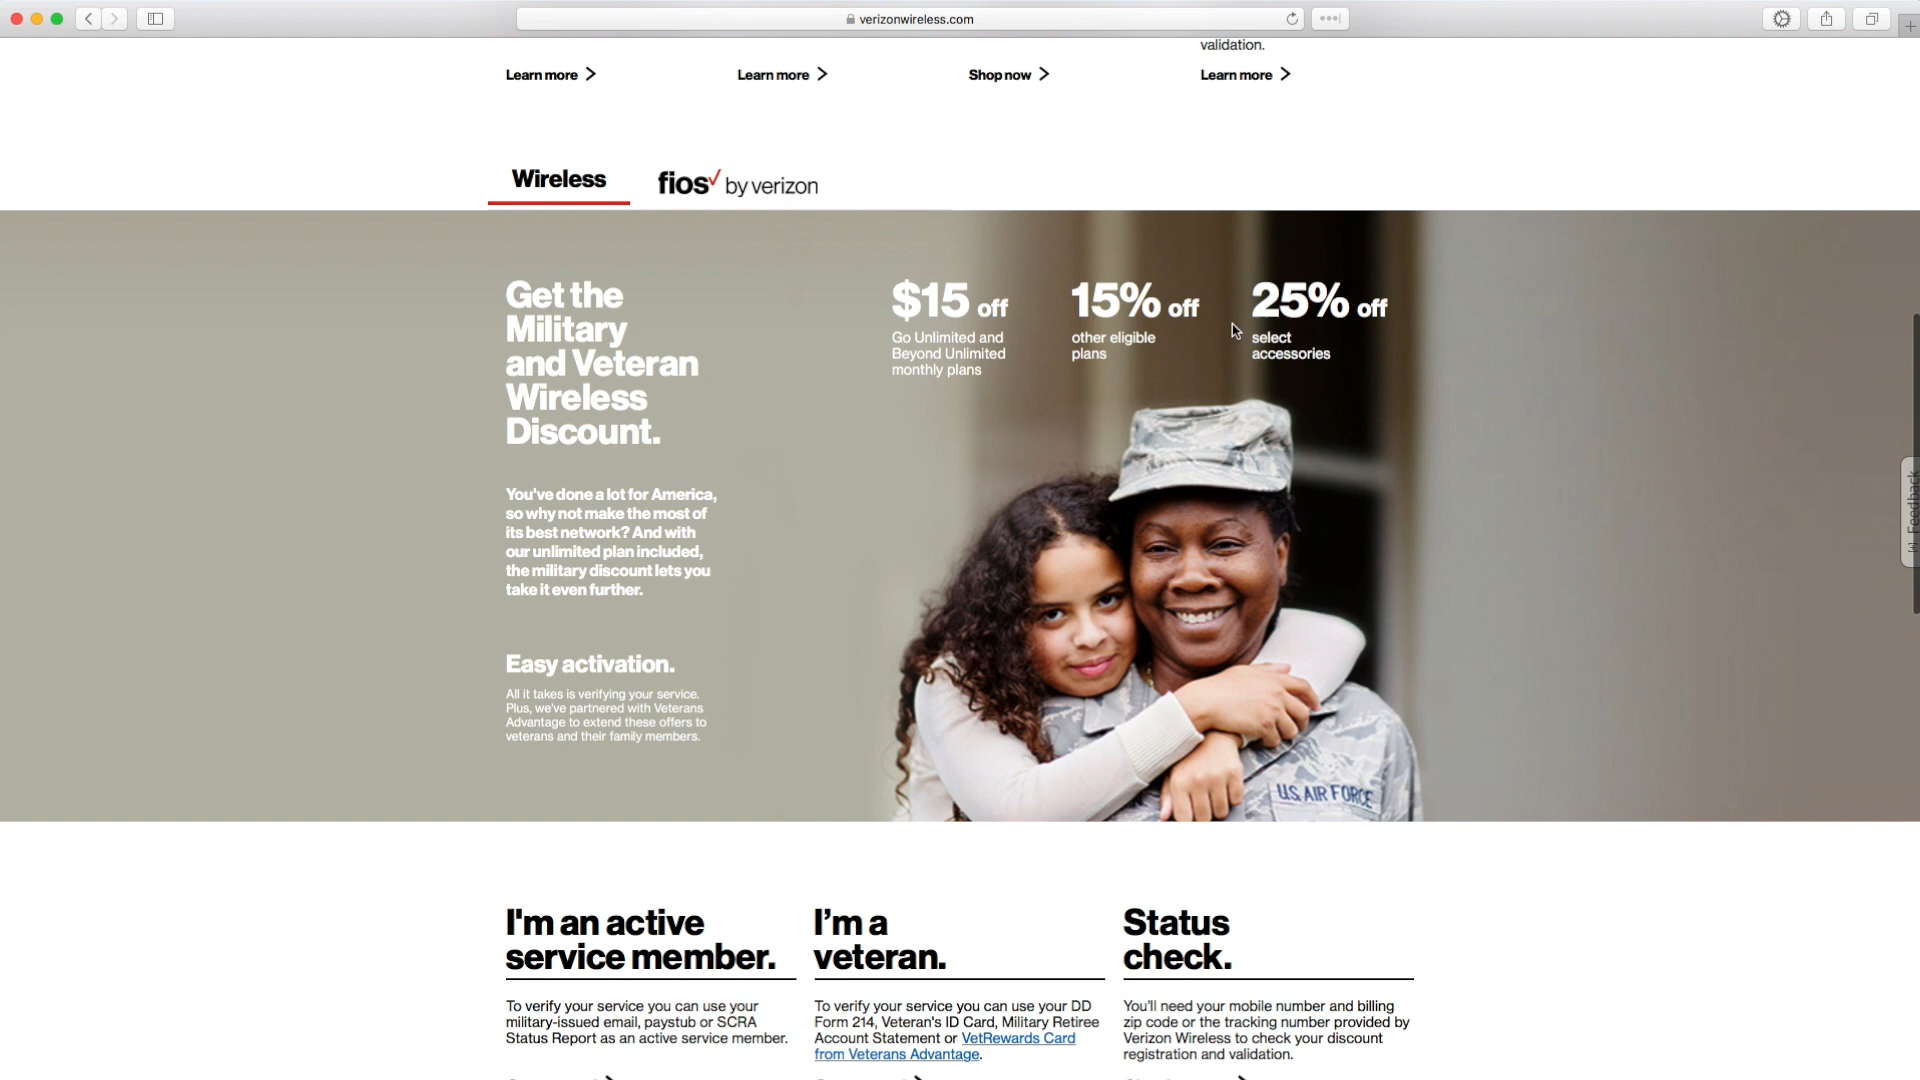 verizonwireless.com
validation.
Learn more
Learn more
Shop now
Learn more
Wireless
fios by verizon
Get the
Military
and Veteran
Wireless
Discount.
$15 off
Go Unlimited and
Beyond Unlimited
monthly plans
15% off
other eligible
plans
25% off
select
accessories
You've done a lot for America,
so why not make the most of
its best network? And with
our unlimited plan included,
the military discount lets you
take it even further.
Easy activation.
All it takes is verifying your service.
Plus, we've partnered with Veterans
Advantage to extend these offers to
veterans and their family members.
U.S. AIR FORCE
Feedback
I'm an active
service member.
To verify your service you can use your
military-issued email, paystub or SCRA
Status Report as an active service member.
I’m a
veteran.
To verify your service you can use your DD
Form 214, Veteran's ID Card, Military Retiree
Account Statement or VetRewards Card
from Veterans Advantage.
Status
check.
You'll need your mobile number and billing
zip code or the tracking number provided by
Verizon Wireless to check your discount
registration and validation.